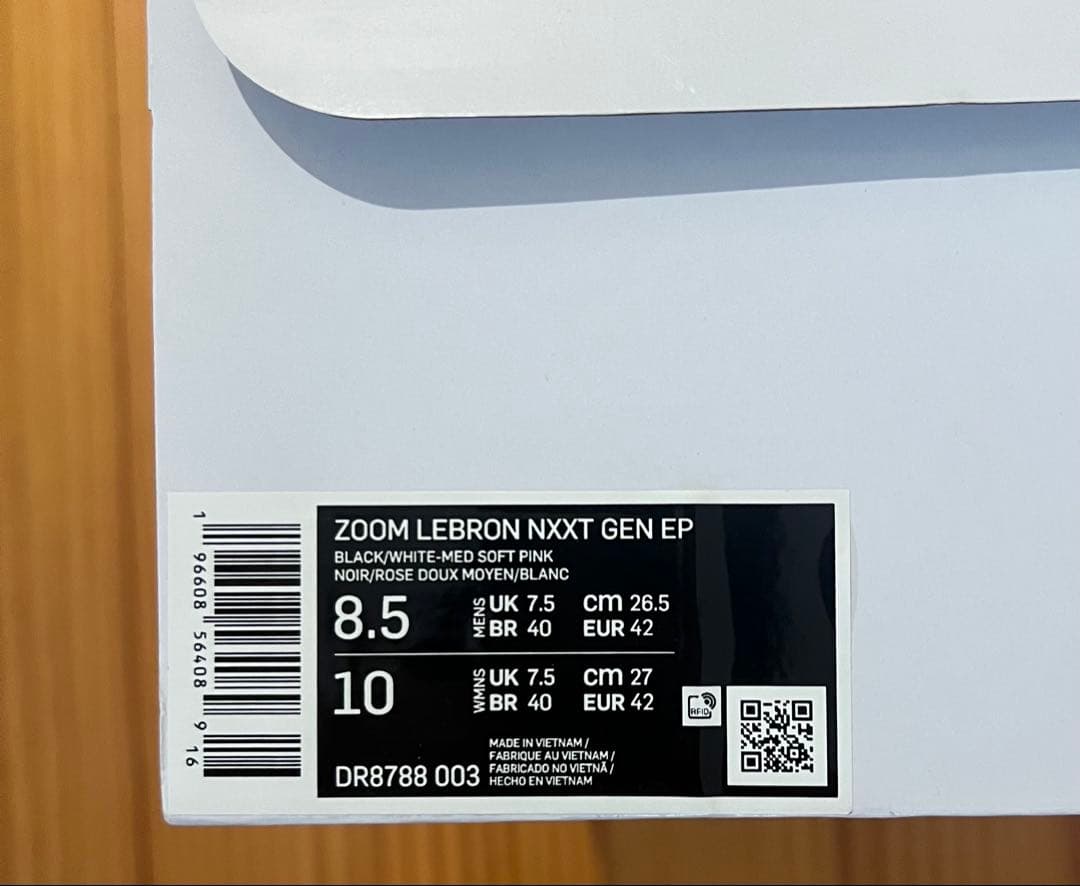 ZOOM LEBRON NXXT GEN EP
BLACK/WHITE-MED SOFT PINK
NOIR/ROSE DOUX MOYEN/BLANC
8.5 MENS UK 7.5 cm 26.5
BR 40 EUR 42
10 WMNS UK 7.5 cm 27
BR 40 EUR 42
RFID
DR8788 003
MADE IN VIETNAM /
FABRIQUE AU VIETNAM /
FABRICADO NO VIETNÃ /
HECHO EN VIETNAM
1 96608 56408 9 16